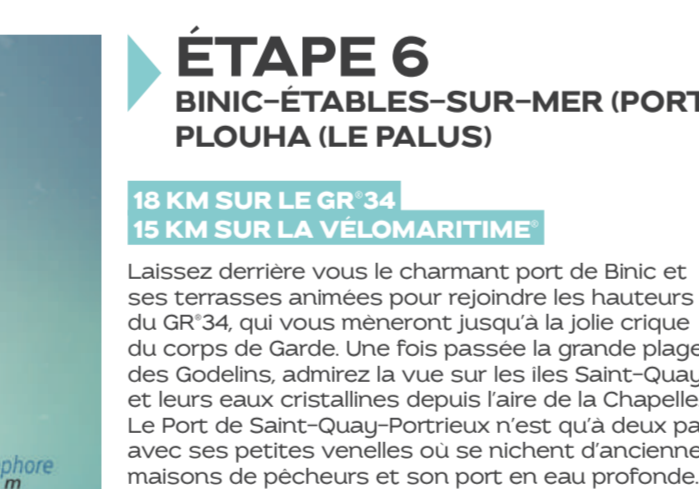 ÉTAPE 6
BINIC-ÉTABLES-SUR-MER (PORT
PLOUHA (LE PALUS)
18 KM SUR LE GR®34
15 KM SUR LA VÉLOMARITIME®
Laissez derrière vous le charmant port de Binic et
ses terrasses animées pour rejoindre les hauteurs
du GR®34, qui vous mèneront jusqu'à la jolie crique
du corps de Garde. Une fois passée la grande plage
des Godelins, admirez la vue sur les îles Saint-Quay
et leurs eaux cristallines depuis l'aire de la Chapelle
Le Port de Saint-Quay-Portrieux n'est qu'à deux pa
avec ses petites venelles où se nichent d'ancienne
maisons de pêcheurs et son port en eau profonde.
phore
m